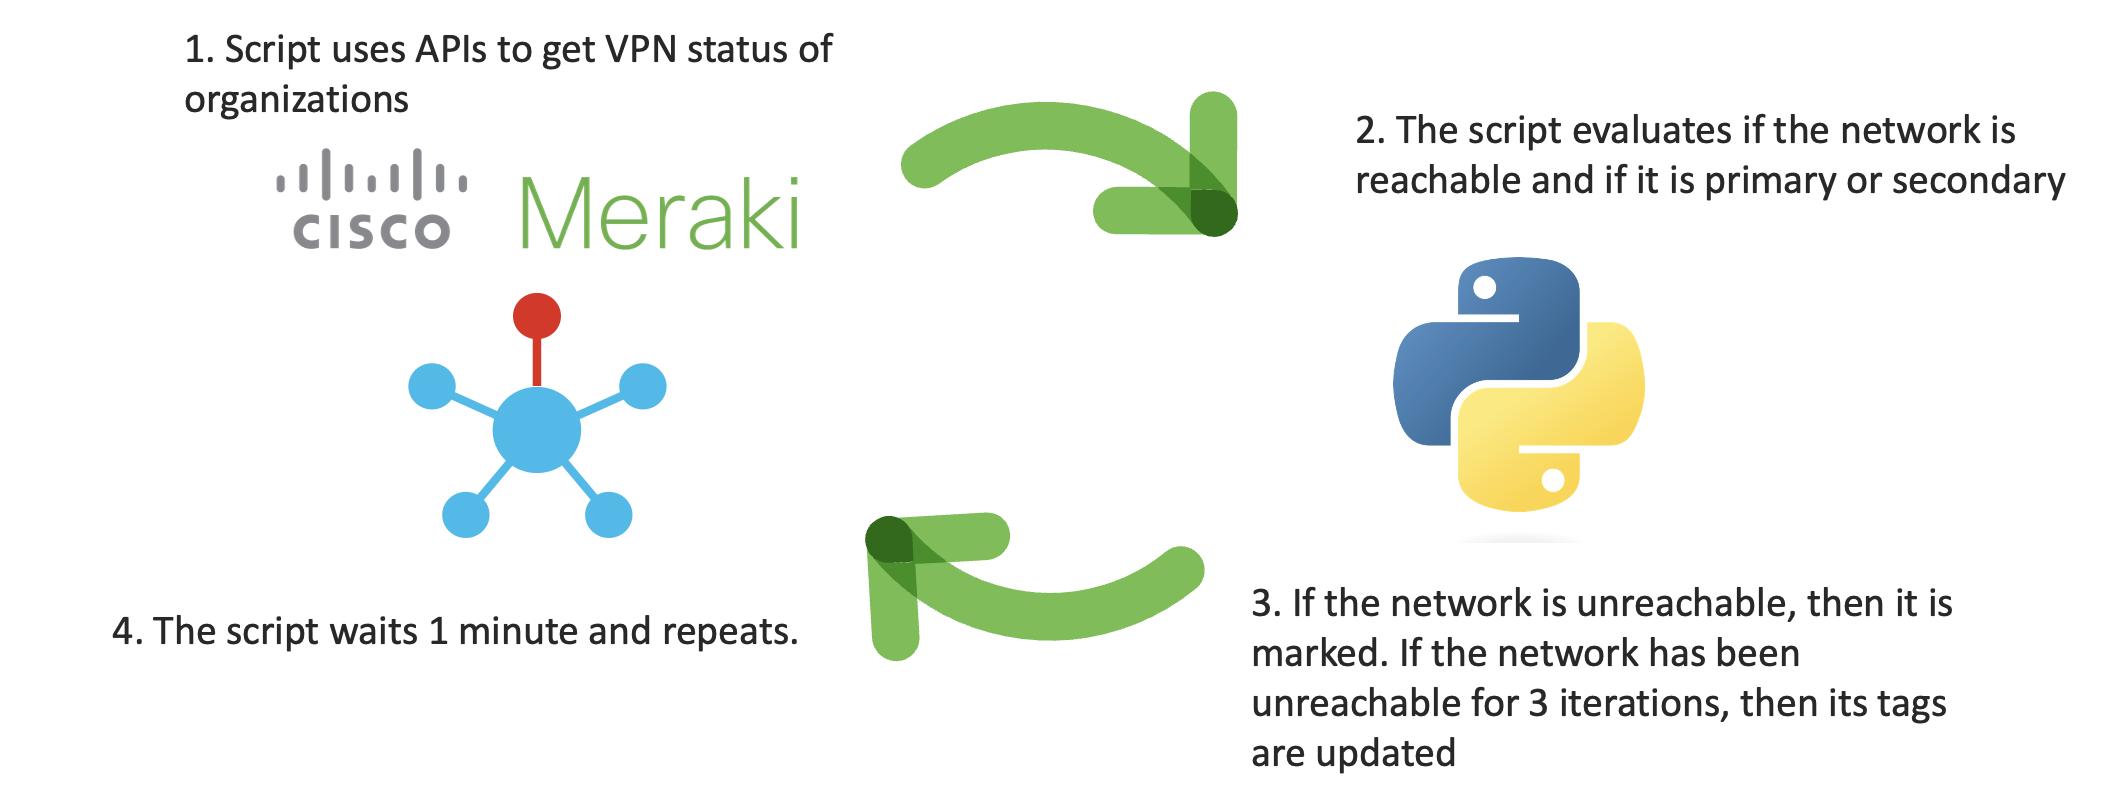 1. Script uses APIs to get VPN status of
organizations
CISCO Meraki
2. The script evaluates if the network is
reachable and if it is primary or secondary
3. If the network is unreachable, then it is
marked. If the network has been
unreachable for 3 iterations, then its tags
are updated
4. The script waits 1 minute and repeats.